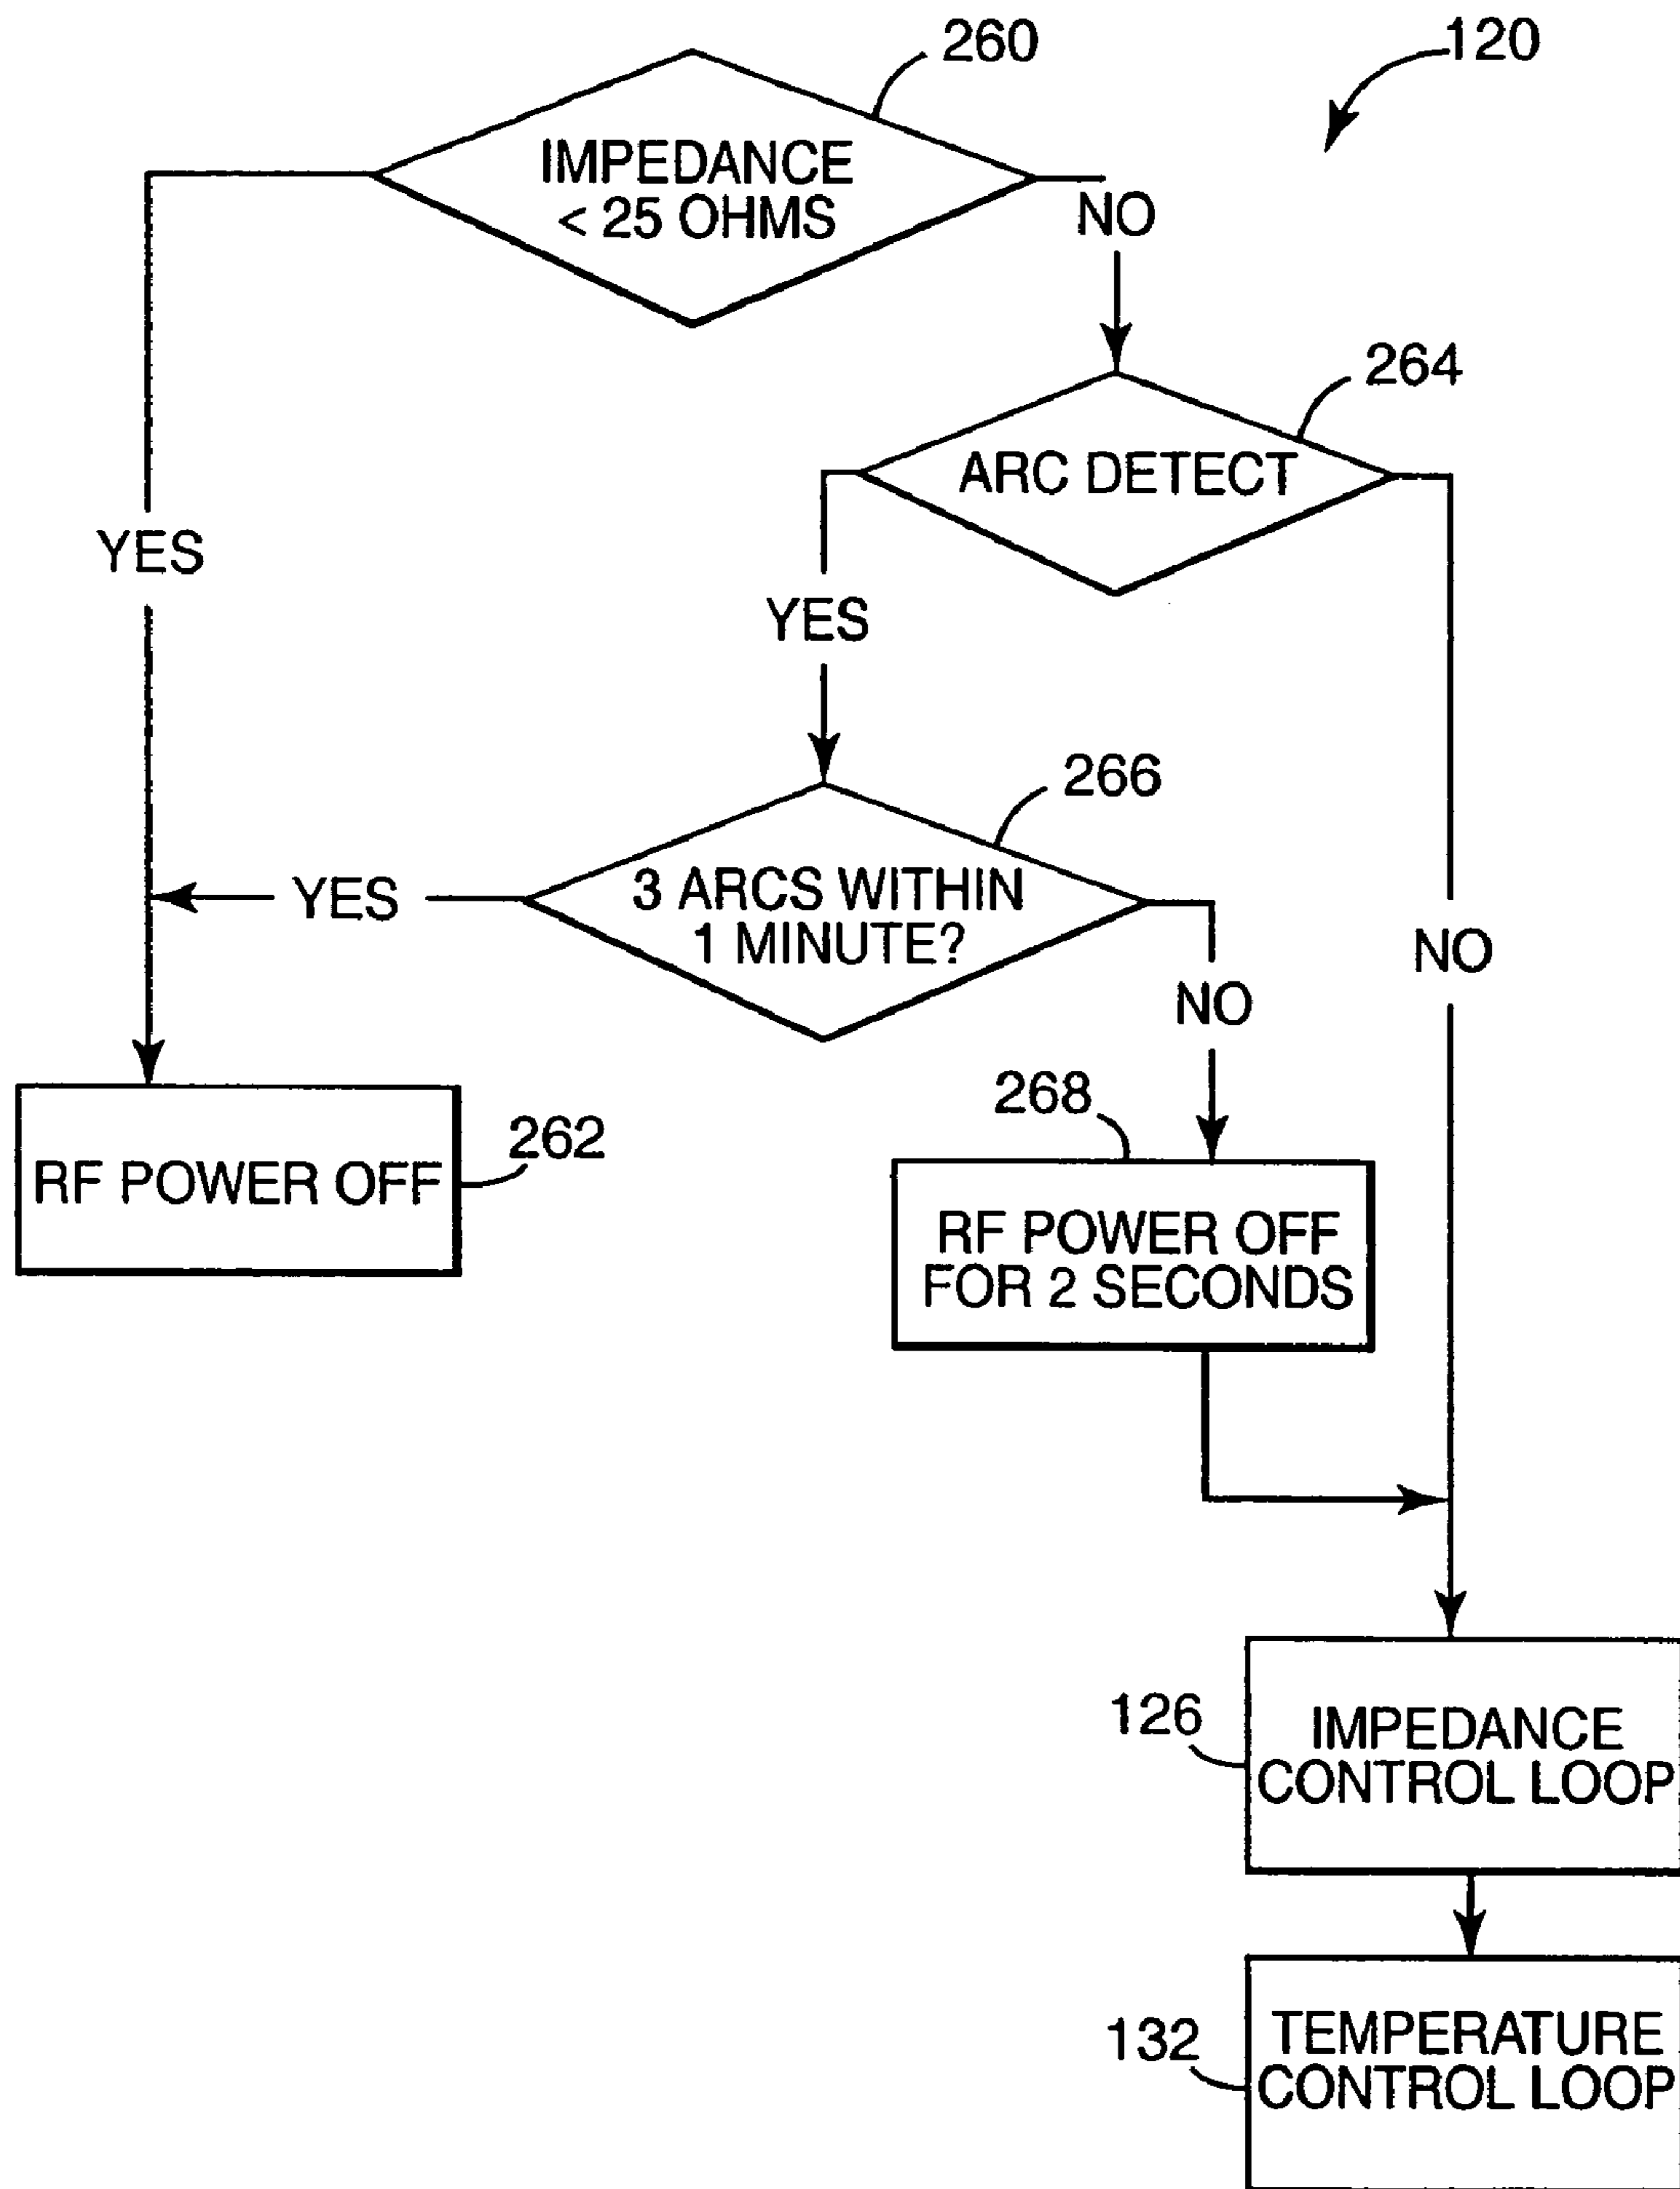 260
120
IMPEDANCE
< 25 OHMS
NO
264
ARC DETECT
YES
YES
266
3 ARCS WITHIN
1 MINUTE?
YES
NO
NO
268
262
RF POWER OFF
RF POWER OFF
FOR 2 SECONDS
126
IMPEDANCE
CONTROL LOOP
132
TEMPERATURE
CONTROL LOOP